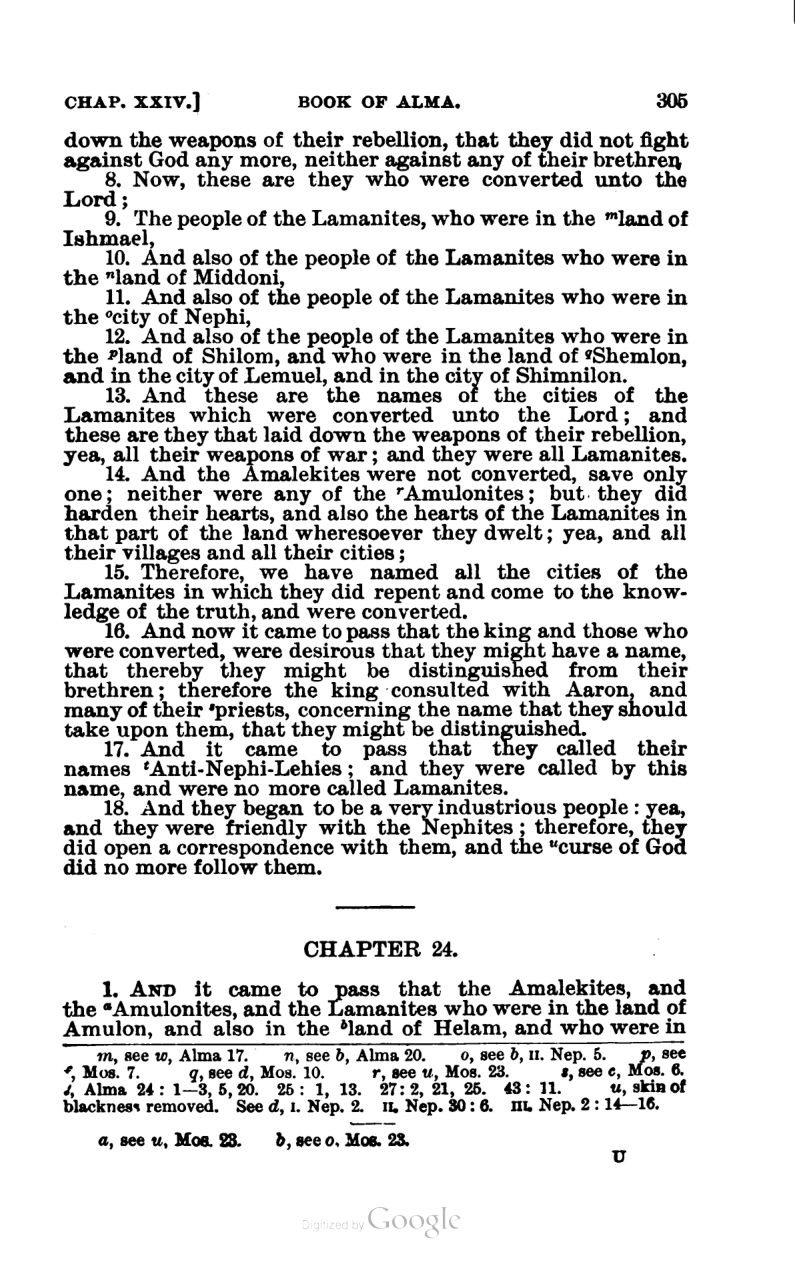 CHAP. XXIV.] BOOK OF ALMA. 305
down the weapons of their rebellion, that they did not fight
against God any more, neither against any of their brethren,
8. Now, these are they who were converted unto the
Lord;
9. The people of the Lamanites, who were in the ᵐland of
Ishmael,
10. And also of the people of the Lamanites who were in
the ⁿland of Middoni,
11. And also of the people of the Lamanites who were in
the ᵒcity of Nephi,
12. And also of the people of the Lamanites who were in
the ᵖland of Shilom, and who were in the land of qShemlon,
and in the city of Lemuel, and in the city of Shimnilon.
13. And these are the names of the cities of the
Lamanites which were converted unto the Lord; and
these are they that laid down the weapons of their rebellion,
yea, all their weapons of war; and they were all Lamanites.
14. And the Amalekites were not converted, save only
one; neither were any of the ʳAmulonites; but they did
harden their hearts, and also the hearts of the Lamanites in
that part of the land wheresoever they dwelt; yea, and all
their villages and all their cities;
15. Therefore, we have named all the cities of the
Lamanites in which they did repent and come to the know-
ledge of the truth, and were converted.
16. And now it came to pass that the king and those who
were converted, were desirous that they might have a name,
that thereby they might be distinguished from their
brethren; therefore the king consulted with Aaron, and
many of their ˢpriests, concerning the name that they should
take upon them, that they might be distinguished.
17. And it came to pass that they called their
names ᵗAnti-Nephi-Lehies; and they were called by this
name, and were no more called Lamanites.
18. And they began to be a very industrious people: yea,
and they were friendly with the Nephites; therefore, they
did open a correspondence with them, and the ᵘcurse of God
did no more follow them.
CHAPTER 24.
1. AND it came to pass that the Amalekites, and
the ᵃAmulonites, and the Lamanites who were in the land of
Amulon, and also in the ᵇland of Helam, and who were in
m, see w, Alma 17. n, see b, Alma 20. o, see b, II. Nep. 5. p, see
Mos. 7. q, see d, Mos. 10. r, see u, Mos. 23. s, see c, Mos. 6.
Alma 24: 1—3, 5, 20. 25: 1, 13. 27: 2, 21, 25. 43: 11. u, skin of
blackness removed. See d, I. Nep. 2. II. Nep. 30: 6. III. Nep. 2: 14—16.
a, see u, Mos. 23. b, see o, Mos. 23.
U
Digitized by Google